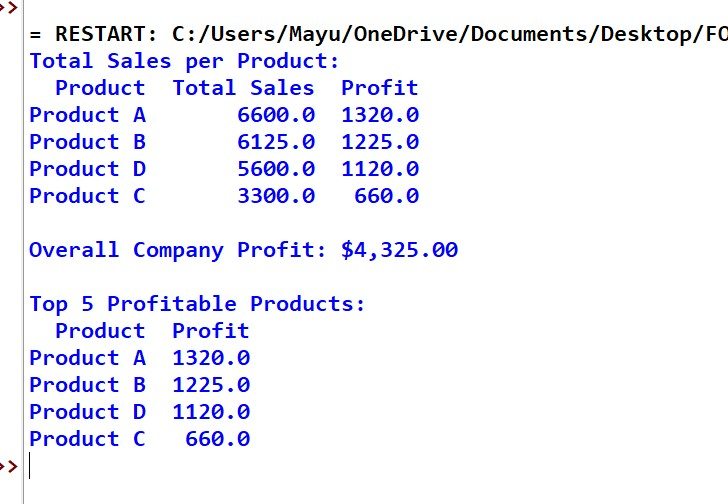 >>
= RESTART: C:/Users/Mayu/OneDrive/Documents/Desktop/FO
Total Sales per Product:
  Product  Total Sales  Profit
Product A       6600.0  1320.0
Product B       6125.0  1225.0
Product D       5600.0  1120.0
Product C       3300.0   660.0

Overall Company Profit: $4,325.00

Top 5 Profitable Products:
  Product  Profit
Product A  1320.0
Product B  1225.0
Product D  1120.0
Product C   660.0
>>